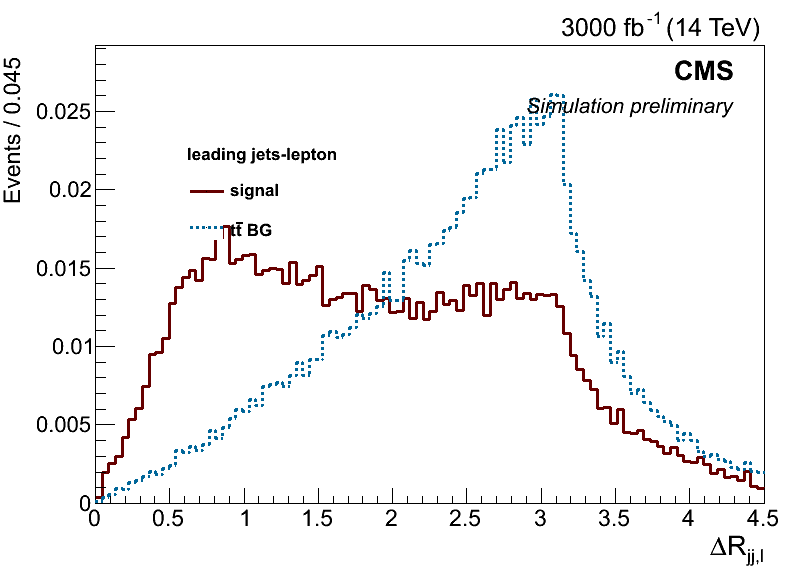 3000 fb⁻¹ (14 TeV)
CMS
Simulation preliminary
Events / 0.045
leading jets-lepton
signal
tt̄ BG
0.025
0.02
0.015
0.01
0.005
0
0 0.5 1 1.5 2 2.5 3 3.5 4 4.5
ΔR_jj,l